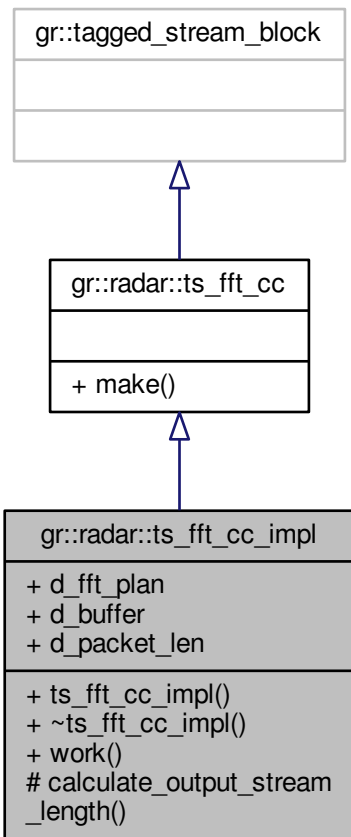 gr::tagged_stream_block
gr::radar::ts_fft_cc
+ make()
gr::radar::ts_fft_cc_impl
+ d_fft_plan
+ d_buffer
+ d_packet_len
+ ts_fft_cc_impl()
+ ~ts_fft_cc_impl()
+ work()
# calculate_output_stream
_length()